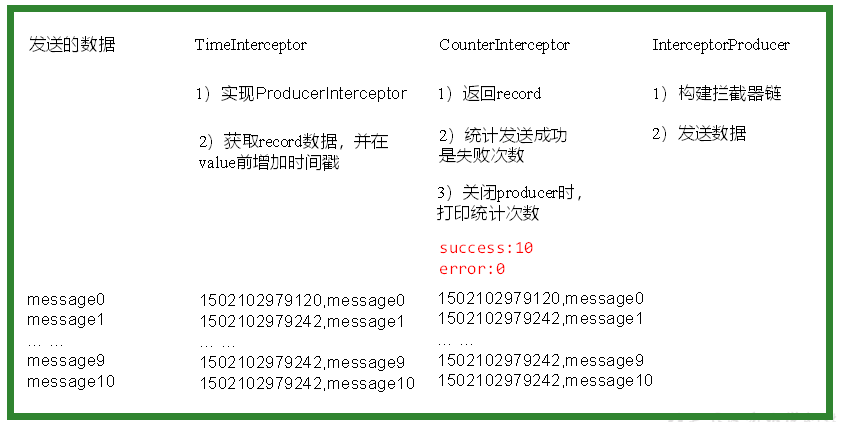 发送的数据
TimeInterceptor
CounterInterceptor
InterceptorProducer
1）实现ProducerInterceptor
2）获取record数据，并在
value前增加时间戳
1）返回record
2）统计发送成功
是失败次数
3）关闭producer时，
打印统计次数
success:10
error:0
1）构建拦截器链
2）发送数据
message0
message1
... ...
message9
message10
1502102979120,message0
1502102979242,message1
... ...
1502102979242,message9
1502102979242,message10
1502102979120,message0
1502102979242,message1
... ...
1502102979242,message9
1502102979242,message10